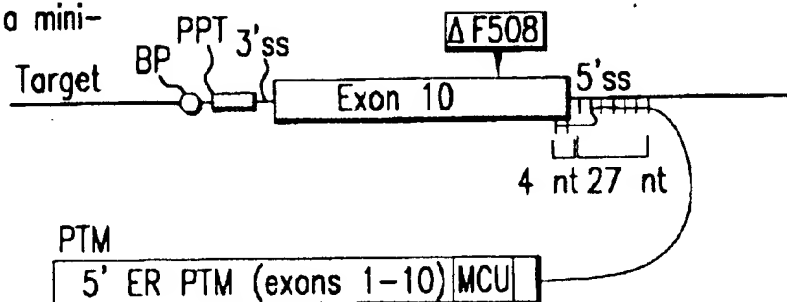 a mini-
Target
BP
PPT
3'ss
Δ F508
Exon 10
5'ss
4 nt 27 nt
PTM
5' ER PTM (exons 1-10) MCU